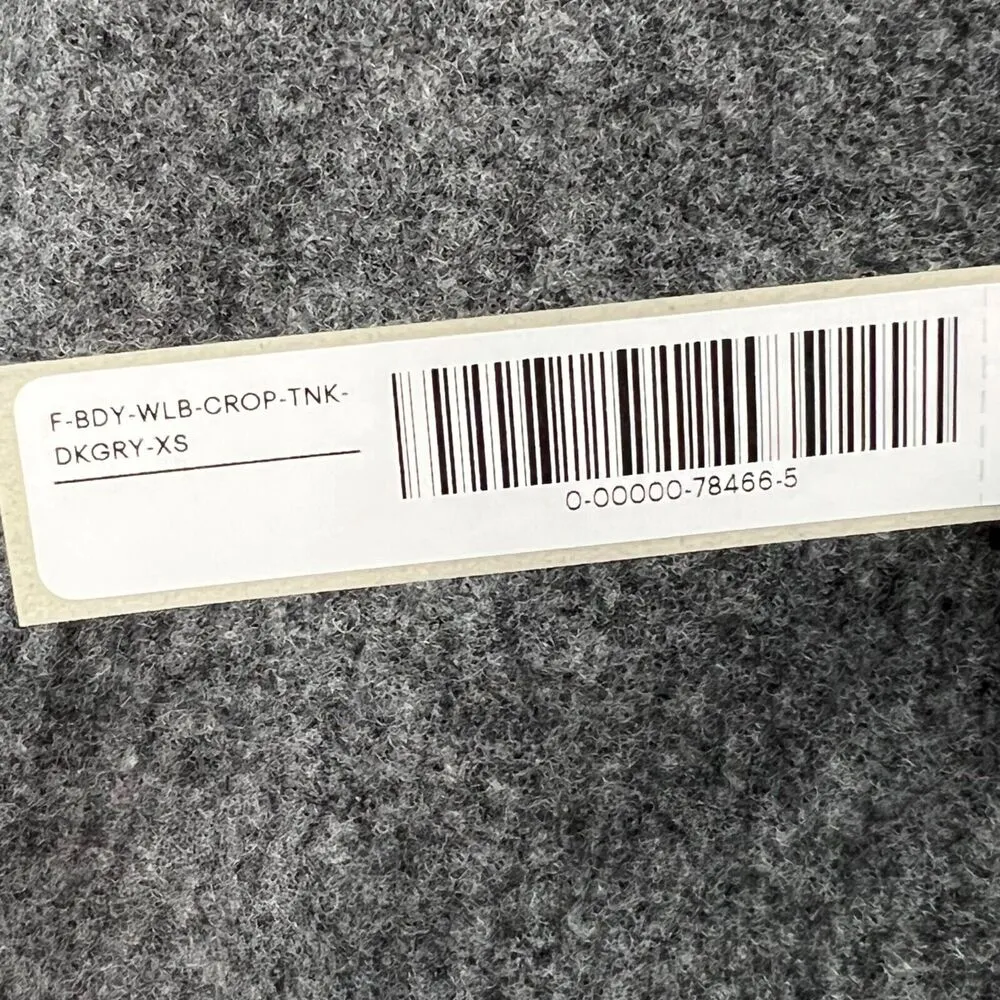 F-BDY-WLB-CROP-TNK-
DKGRY-XS
0-00000-78466-5